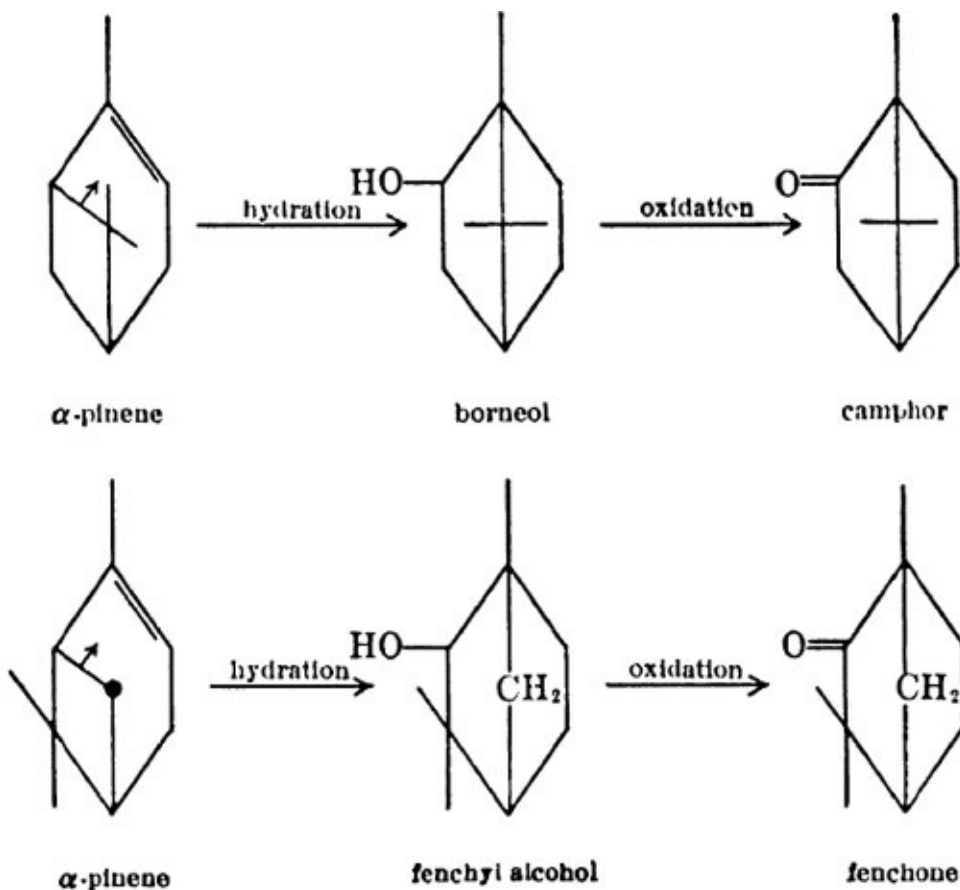 HO
hydration
O
oxidation
α-pinene
borneol
camphor
HO
hydration
CH₂
O
oxidation
CH₂
α-pinene
fenchyl alcohol
fenchone